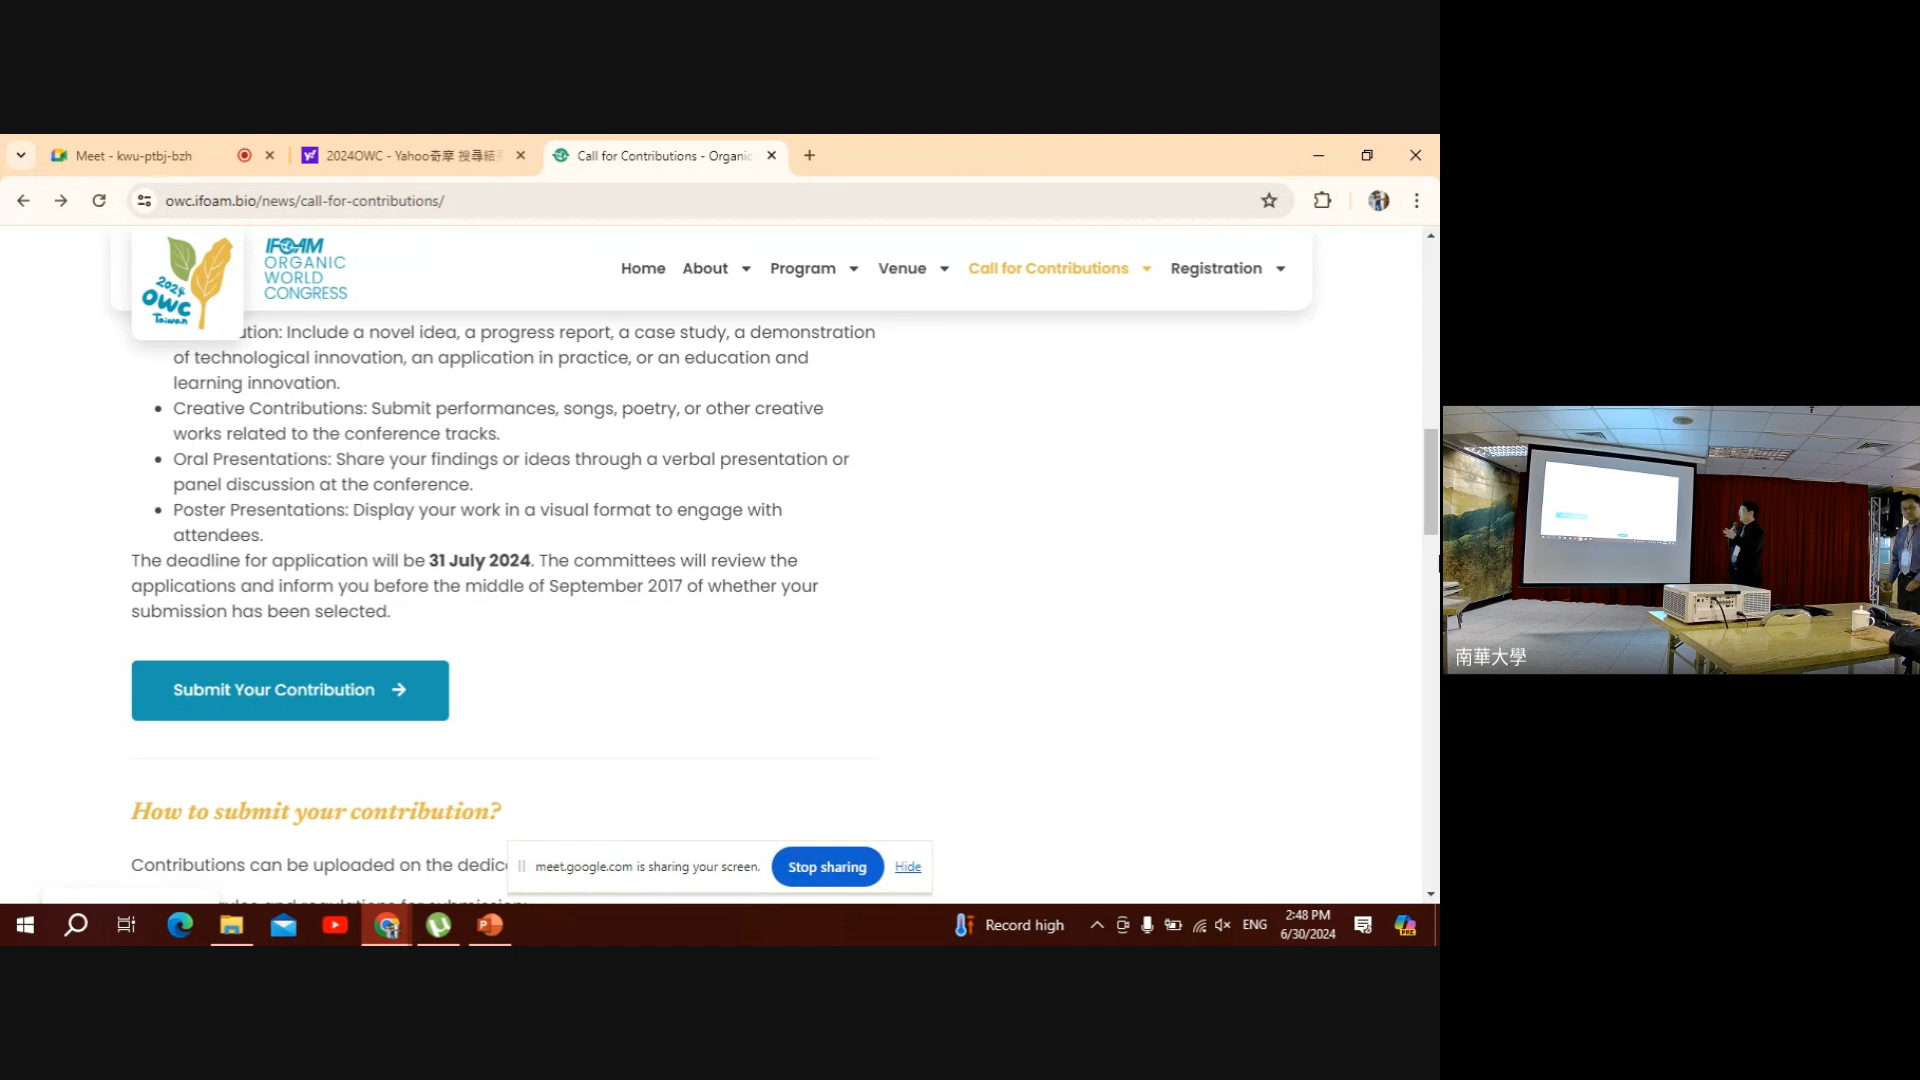 Meet - kwu-ptbj-bzh
2024OWC - Yahoo奇摩 搜尋結
Call for Contributions - Organic
owc.ifoam.bio/news/call-for-contributions/
2024
OWC
Taiwan
IFOAM
ORGANIC
WORLD
CONGRESS
Home
About
Program
Venue
Call for Contributions
Registration
ution: Include a novel idea, a progress report, a case study, a demonstration
of technological innovation, an application in practice, or an education and
learning innovation.
• Creative Contributions: Submit performances, songs, poetry, or other creative
works related to the conference tracks.
• Oral Presentations: Share your findings or ideas through a verbal presentation or
panel discussion at the conference.
• Poster Presentations: Display your work in a visual format to engage with
attendees.
The deadline for application will be 31 July 2024. The committees will review the
applications and inform you before the middle of September 2017 of whether your
submission has been selected.
Submit Your Contribution →
How to submit your contribution?
Contributions can be uploaded on the dedic
meet.google.com is sharing your screen.
Stop sharing
Hide
and regulations for submission:
Record high
ENG
2:48 PM
6/30/2024
南華大學